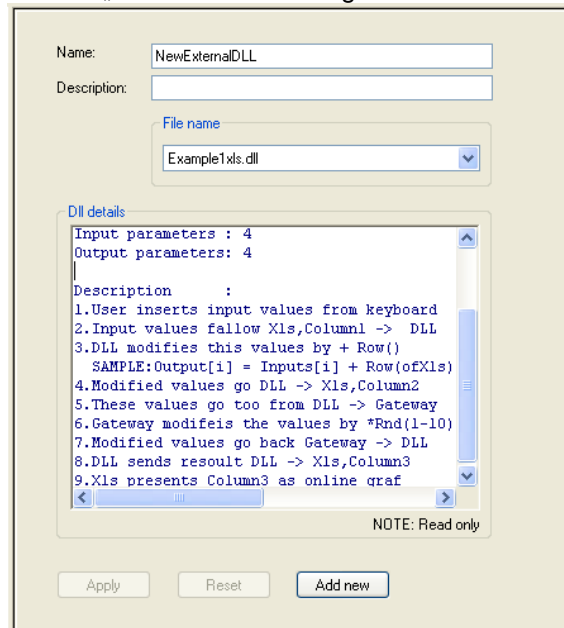 Name: NewExternalDLL
Description:
File name
Example1xls.dll
Dll details
Input parameters : 4
Output parameters: 4
Description :
1.User inserts input values from keyboard
2.Input values fallow Xls,Column1 -> DLL
3.DLL modifies this values by + Row()
SAMPLE:Output[i] = Inputs[i] + Row(ofXls)
4.Modified values go DLL -> Xls,Column2
5.These values go too from DLL -> Gateway
6.Gateway modifeis the values by *Rnd(1-10)
7.Modified values go back Gateway -> DLL
8.DLL sends resoult DLL -> Xls,Column3
9.Xls presents Column3 as online graf
NOTE: Read only
Apply Reset Add new